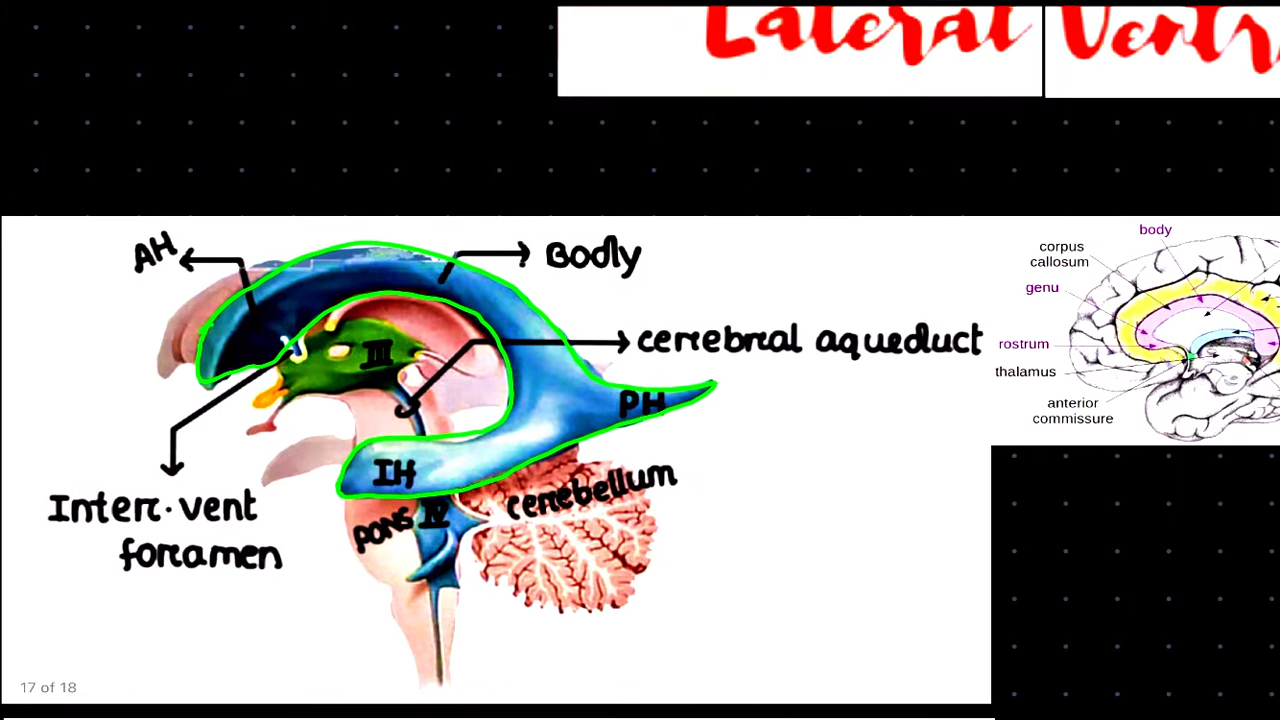 Lateral Ventr
AH
Body
III
cerebral aqueduct
PH
IH
Inter.vent
foramen
PONS
IV
cerebellum
17 of 18
body
corpus
callosum
genu
rostrum
thalamus
anterior
commissure